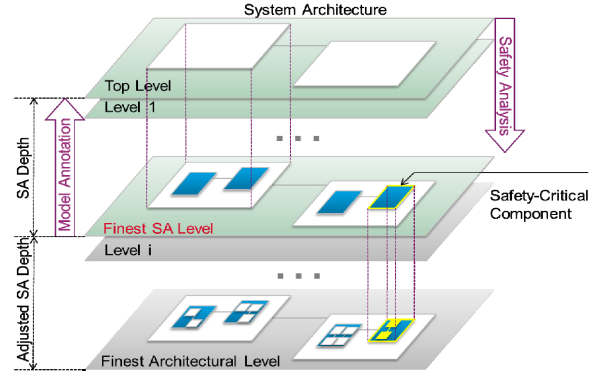 System Architecture
Top Level
Level 1
Safety Analysis
SA Depth
Model Annotation
Safety-Critical
Component
Finest SA Level
Level i
Adjusted SA Depth
Finest Architectural Level